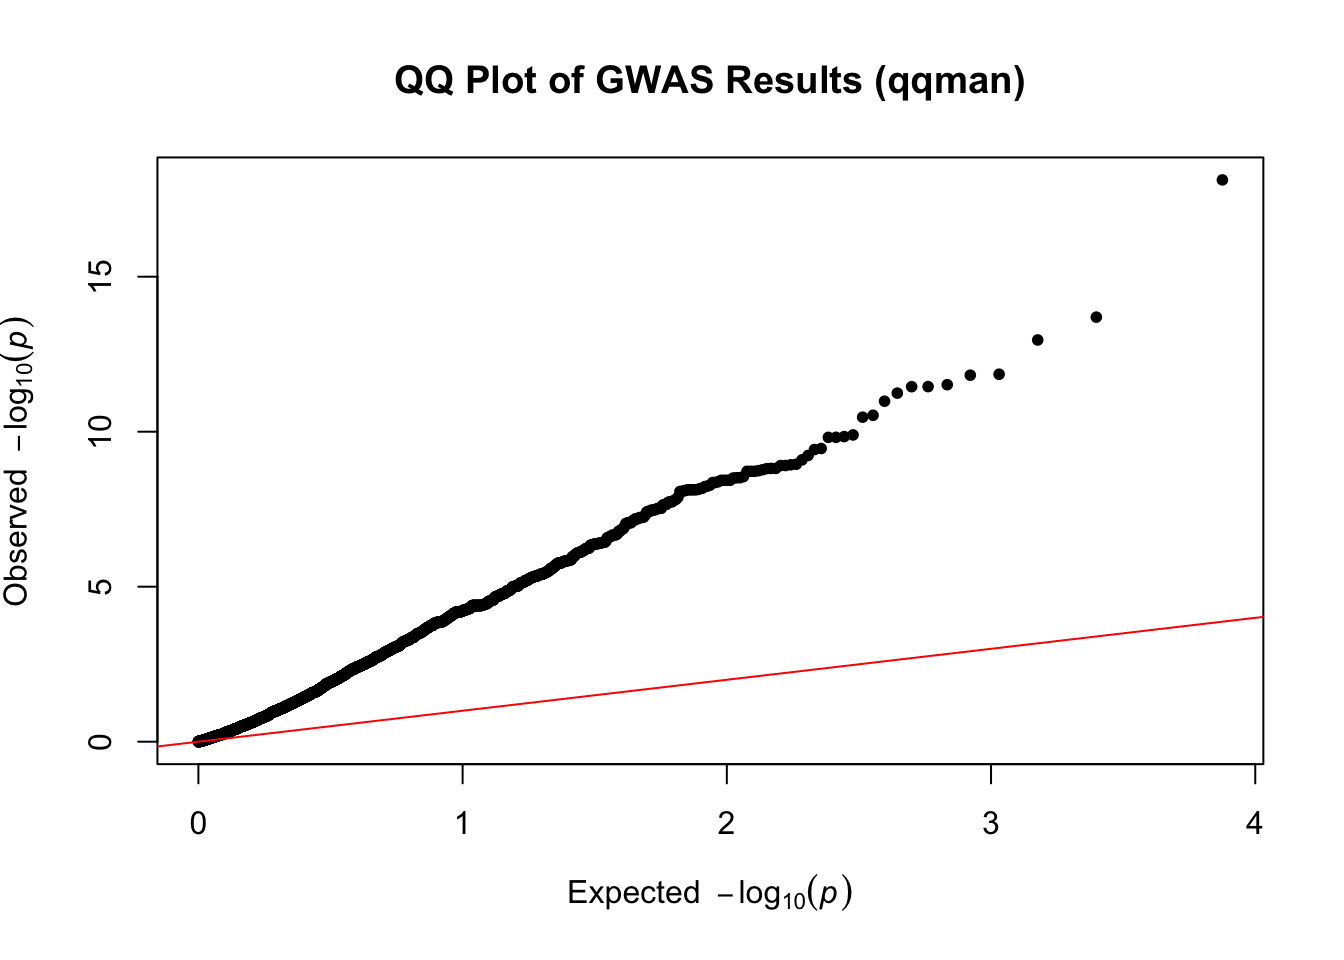 QQ Plot of GWAS Results (qqman)
Observed −log₁₀(p)
15
10
5
0
0 1 2 3 4
Expected −log₁₀(p)